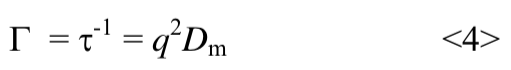 Γ = τ⁻¹ = q²Dₘ <4>